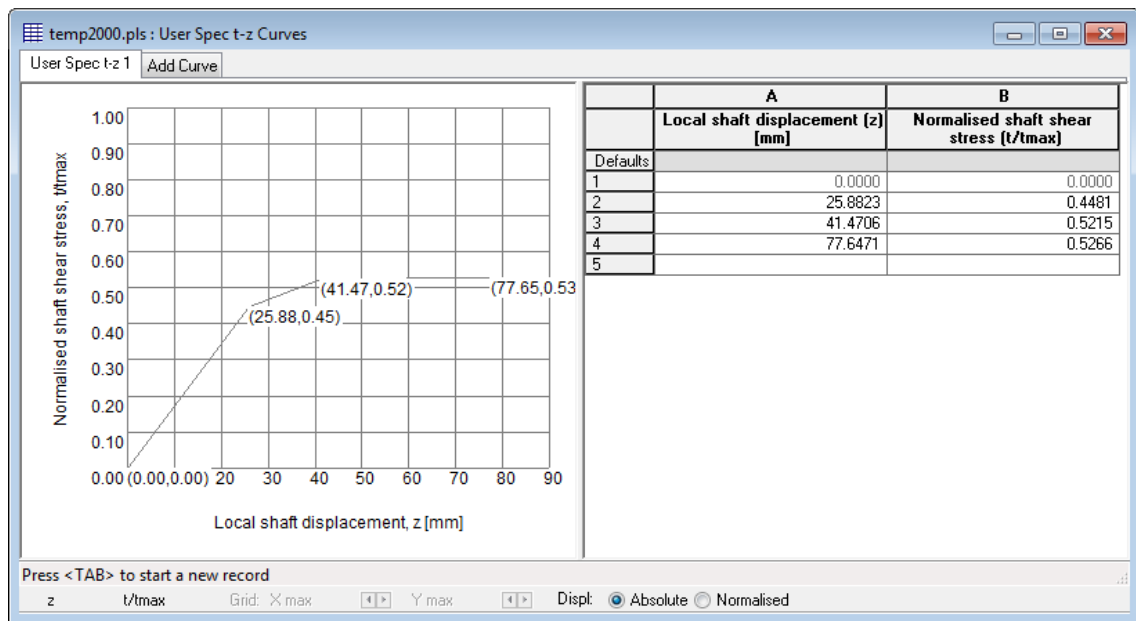 temp2000.pls : User Spec t-z Curves
User Spec t-z 1 Add Curve
Normalised shaft shear stress, t/tmax
1.00
0.90
0.80
0.70
0.60
0.50
0.40
0.30
0.20
0.10
0.00 (0.00,0.00) 20 30 40 50 60 70 80 90
(25.88,0.45)
(41.47,0.52)
(77.65,0.53
Local shaft displacement, z [mm]
A B
Local shaft displacement (z) Normalised shaft shear
[mm] stress (t/tmax)
Defaults
1 0.0000 0.0000
2 25.8823 0.4481
3 41.4706 0.5215
4 77.6471 0.5266
5
Press <TAB> to start a new record
z t/tmax Grid: X max Y max Displ: Absolute Normalised